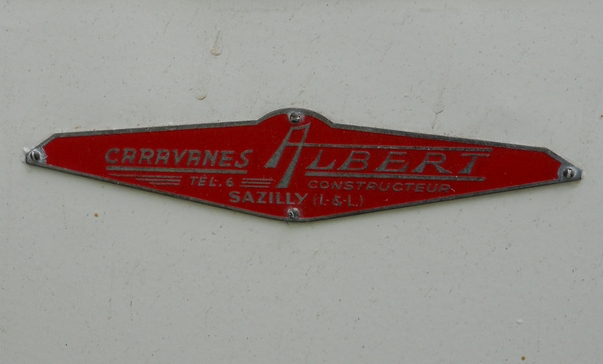 CARAVANES ALBERT
TÉL. 6 CONSTRUCTEUR
SAZILLY (I.-&-L.)